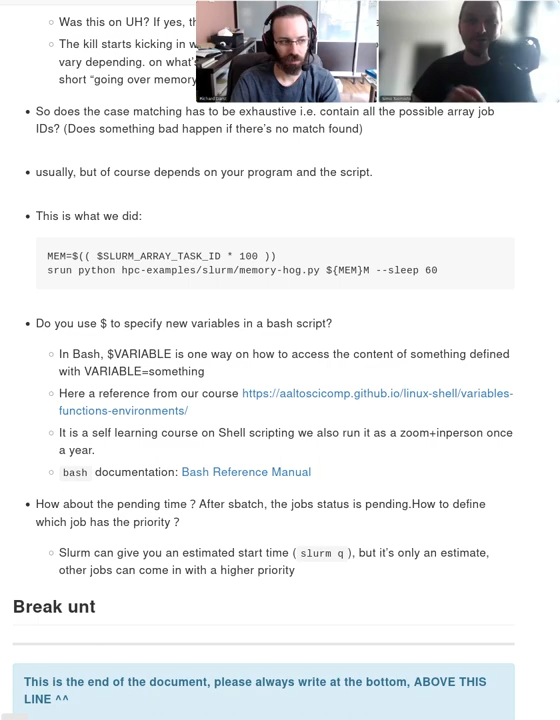 Was this on UH? If yes, th
The kill starts kicking in w
vary depending. on what's
short “going over memory
So does the case matching has to be exhaustive i.e. contain all the possible array job
IDs? (Does something bad happen if there's no match found)
usually, but of course depends on your program and the script.
This is what we did:
MEM=$(( $SLURM_ARRAY_TASK_ID * 100 ))
srun python hpc-examples/slurm/memory-hog.py ${MEM}M --sleep 60
Do you use $ to specify new variables in a bash script?
In Bash, $VARIABLE is one way on how to access the content of something defined
with VARIABLE=something
Here a reference from our course https://aaltoscicomp.github.io/linux-shell/variables-
functions-environments/
It is a self learning course on Shell scripting we also run it as a zoom+inperson once
a year.
bash documentation: Bash Reference Manual
How about the pending time？After sbatch, the jobs status is pending.How to define
which job has the priority？
Slurm can give you an estimated start time ( slurm q ), but it's only an estimate,
other jobs can come in with a higher priority
Break unt
This is the end of the document, please always write at the bottom, ABOVE THIS
LINE ^^